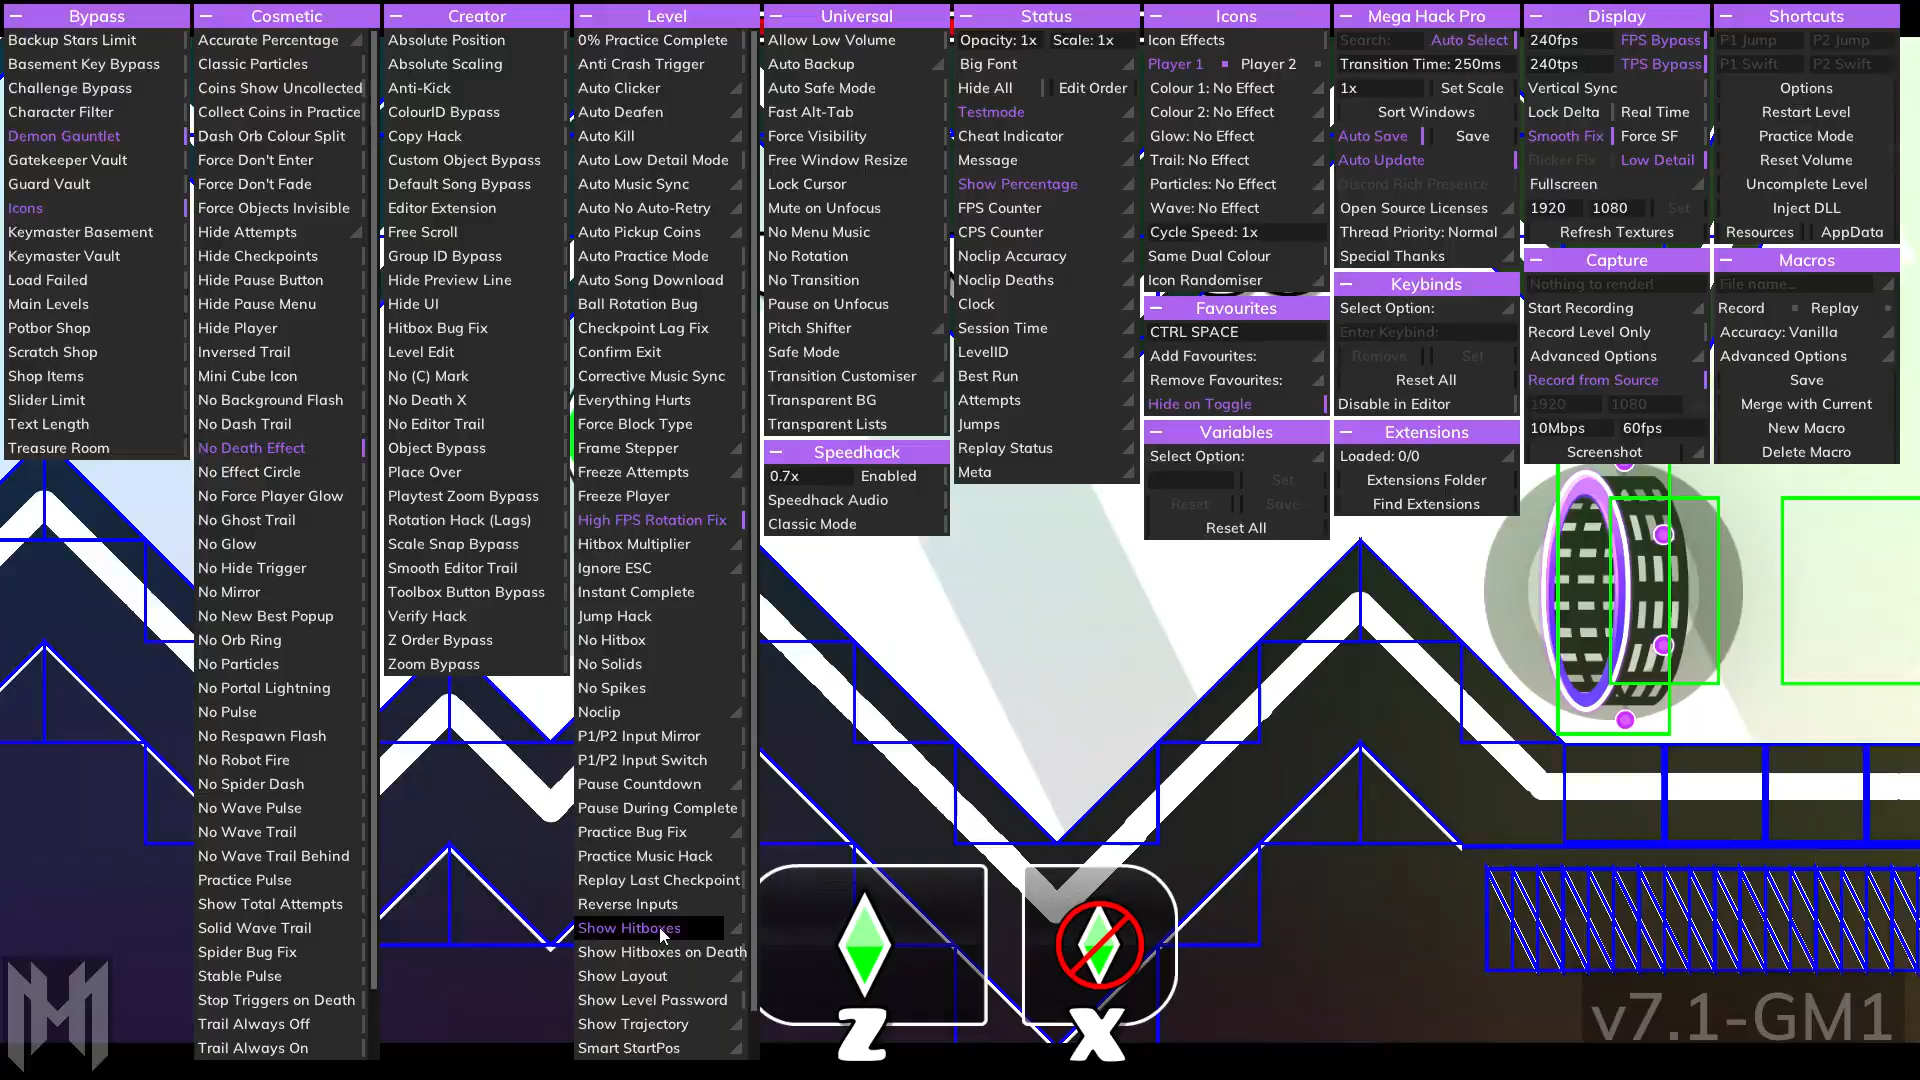 Bypass
Backup Stars Limit
Basement Key Bypass
Challenge Bypass
Character Filter
Demon Gauntlet
Gatekeeper Vault
Guard Vault
Icons
Keymaster Basement
Keymaster Vault
Load Failed
Main Levels
Potbor Shop
Scratch Shop
Shop Items
Slider Limit
Text Length
Treasure Room
Cosmetic
Accurate Percentage
Classic Particles
Coins Show Uncollected
Collect Coins in Practice
Dash Orb Colour Split
Force Don't Enter
Force Don't Fade
Force Objects Invisible
Hide Attempts
Hide Checkpoints
Hide Pause Button
Hide Pause Menu
Hide Player
Inversed Trail
Mini Cube Icon
No Background Flash
No Dash Trail
No Death Effect
No Effect Circle
No Force Player Glow
No Ghost Trail
No Glow
No Hide Trigger
No Mirror
No New Best Popup
No Orb Ring
No Particles
No Portal Lightning
No Pulse
No Respawn Flash
No Robot Fire
No Spider Dash
No Wave Pulse
No Wave Trail
No Wave Trail Behind
Practice Pulse
Show Total Attempts
Solid Wave Trail
Spider Bug Fix
Stable Pulse
Stop Triggers on Death
Trail Always Off
Trail Always On
Creator
Absolute Position
Absolute Scaling
Anti-Kick
ColourID Bypass
Copy Hack
Custom Object Bypass
Default Song Bypass
Editor Extension
Free Scroll
Group ID Bypass
Hide Preview Line
Hide UI
Hitbox Bug Fix
Level Edit
No (C) Mark
No Death X
No Editor Trail
Object Bypass
Place Over
Playtest Zoom Bypass
Rotation Hack (Lags)
Scale Snap Bypass
Smooth Editor Trail
Toolbox Button Bypass
Verify Hack
Z Order Bypass
Zoom Bypass
Level
0% Practice Complete
Anti Crash Trigger
Auto Clicker
Auto Deafen
Auto Kill
Auto Low Detail Mode
Auto Music Sync
Auto No Auto-Retry
Auto Pickup Coins
Auto Practice Mode
Auto Song Download
Ball Rotation Bug
Checkpoint Lag Fix
Confirm Exit
Corrective Music Sync
Everything Hurts
Force Block Type
Frame Stepper
Freeze Attempts
Freeze Player
High FPS Rotation Fix
Hitbox Multiplier
Ignore ESC
Instant Complete
Jump Hack
No Hitbox
No Solids
No Spikes
Noclip
P1/P2 Input Mirror
P1/P2 Input Switch
Pause Countdown
Pause During Complete
Practice Bug Fix
Practice Music Hack
Replay Last Checkpoint
Reverse Inputs
Show Hitboxes
Show Hitboxes on Death
Show Layout
Show Level Password
Show Trajectory
Smart StartPos
Universal
Allow Low Volume
Auto Backup
Auto Safe Mode
Fast Alt-Tab
Force Visibility
Free Window Resize
Lock Cursor
Mute on Unfocus
No Menu Music
No Rotation
No Transition
Pause on Unfocus
Pitch Shifter
Safe Mode
Transition Customiser
Transparent BG
Transparent Lists
Speedhack
0.7x Enabled
Speedhack Audio
Classic Mode
Status
Opacity: 1x Scale: 1x
Big Font
Hide All Edit Order
Testmode
Cheat Indicator
Message
Show Percentage
FPS Counter
CPS Counter
Noclip Accuracy
Noclip Deaths
Clock
Session Time
LevelID
Best Run
Attempts
Jumps
Replay Status
Meta
Icons
Icon Effects
Player 1 Player 2
Colour 1: No Effect
Colour 2: No Effect
Glow: No Effect
Trail: No Effect
Particles: No Effect
Wave: No Effect
Cycle Speed: 1x
Same Dual Colour
Icon Randomiser
Favourites
CTRL SPACE
Add Favourites:
Remove Favourites:
Hide on Toggle
Variables
Select Option:
Set
Reset Save
Reset All
Mega Hack Pro
Search: Auto Select
Transition Time: 250ms
1x Set Scale
Sort Windows
Auto Save Save
Auto Update
Discord Rich Presence
Open Source Licenses
Thread Priority: Normal
Special Thanks
Keybinds
Select Option:
Enter Keybind:
Remove Set
Reset All
Disable in Editor
Extensions
Loaded: 0/0
Extensions Folder
Find Extensions
Display
240fps FPS Bypass
240tps TPS Bypass
Vertical Sync
Lock Delta Real Time
Smooth Fix Force SF
Flicker Fix Low Detail
Fullscreen
1920 1080 Set
Refresh Textures
Capture
Nothing to render!
Start Recording
Record Level Only
Advanced Options
Record from Source
1920 1080
10Mbps 60fps
Screenshot
Shortcuts
P1 Jump P2 Jump
P1 Swift P2 Swift
Options
Restart Level
Practice Mode
Reset Volume
Uncomplete Level
Inject DLL
Resources AppData
Macros
File name...
Record Replay
Accuracy: Vanilla
Advanced Options
Save
Merge with Current
New Macro
Delete Macro
Z
X
v7.1-GM1